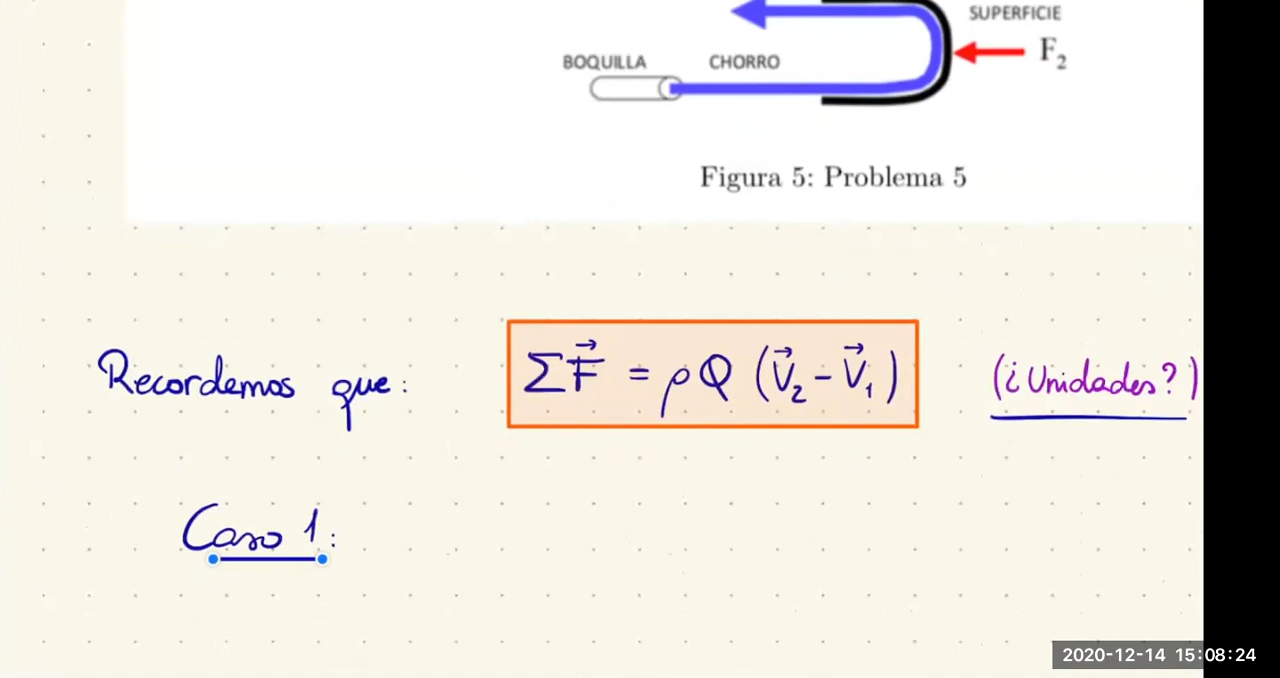 SUPERFICIE
F₂
BOQUILLA CHORRO
Figura 5: Problema 5
Recordemos que: ΣF⃗ = ρQ (V⃗₂ - V⃗₁) (¿Unidades?)
Caso 1:
2020-12-14 15:08:24